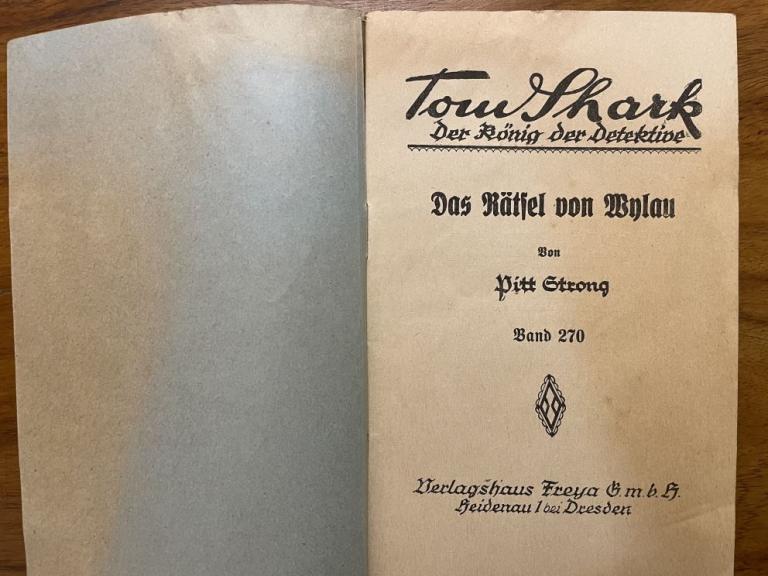 Tom Shark
Der König der Detektive
Das Rätsel von Wylau
Von
Pitt Strong
Band 270
Verlagshaus Freya G.m.b.H.
Heidenau 1 bei Dresden